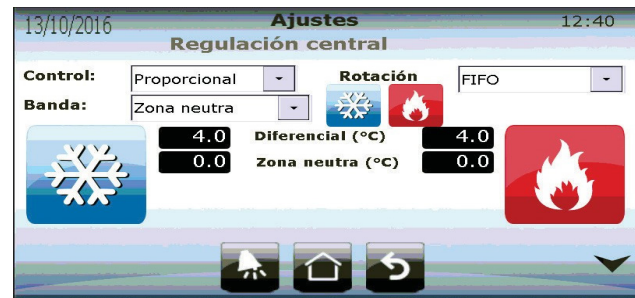 13/10/2016 Ajustes 12:40
Regulación central
Control: Proporcional Rotación FIFO
Banda: Zona neutra
4.0 Diferencial (°C) 4.0
0.0 Zona neutra (°C) 0.0